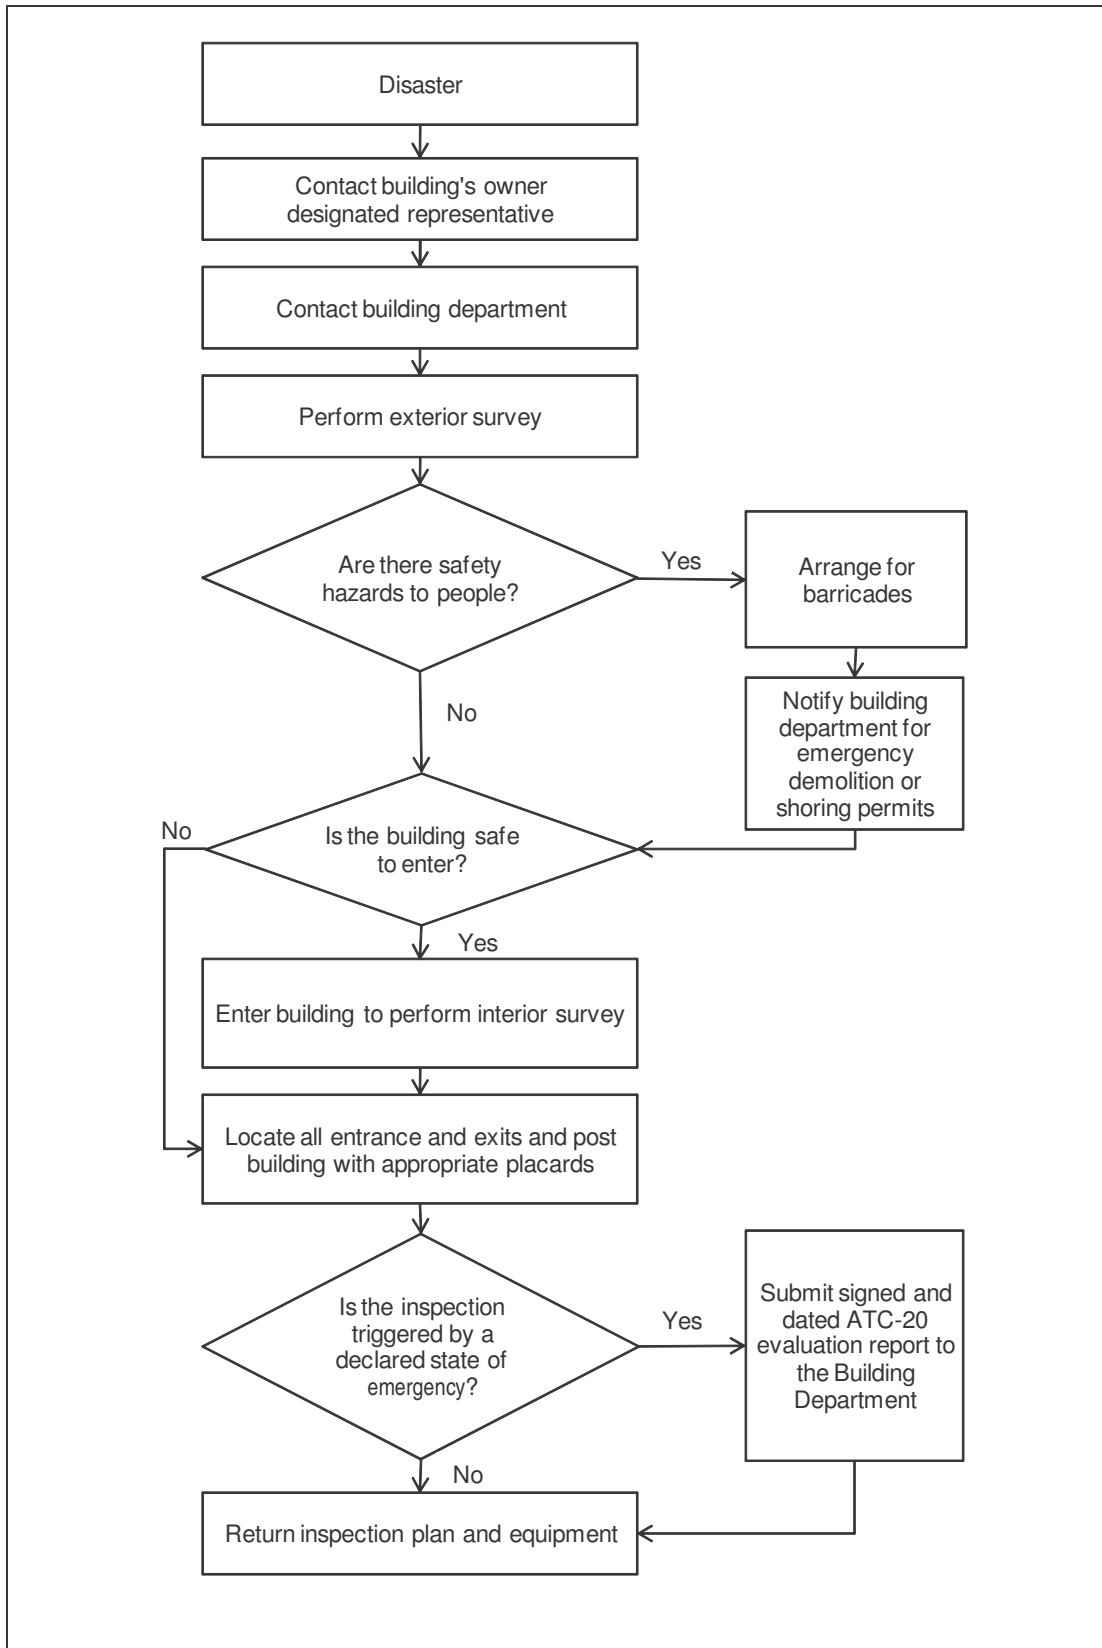 Disaster
Contact building's owner
designated representative
Contact building department
Perform exterior survey
Are there safety
hazards to people?
Yes
Arrange for
barricades
No
Notify building
department for
emergency
demolition or
shoring permits
No
Is the building safe
to enter?
Yes
Enter building to perform interior survey
Locate all entrance and exits and post
building with appropriate placards
Is the inspection
triggered by a
declared state of
emergency?
Yes
Submit signed and
dated ATC-20
evaluation report to
the Building
Department
No
Return inspection plan and equipment